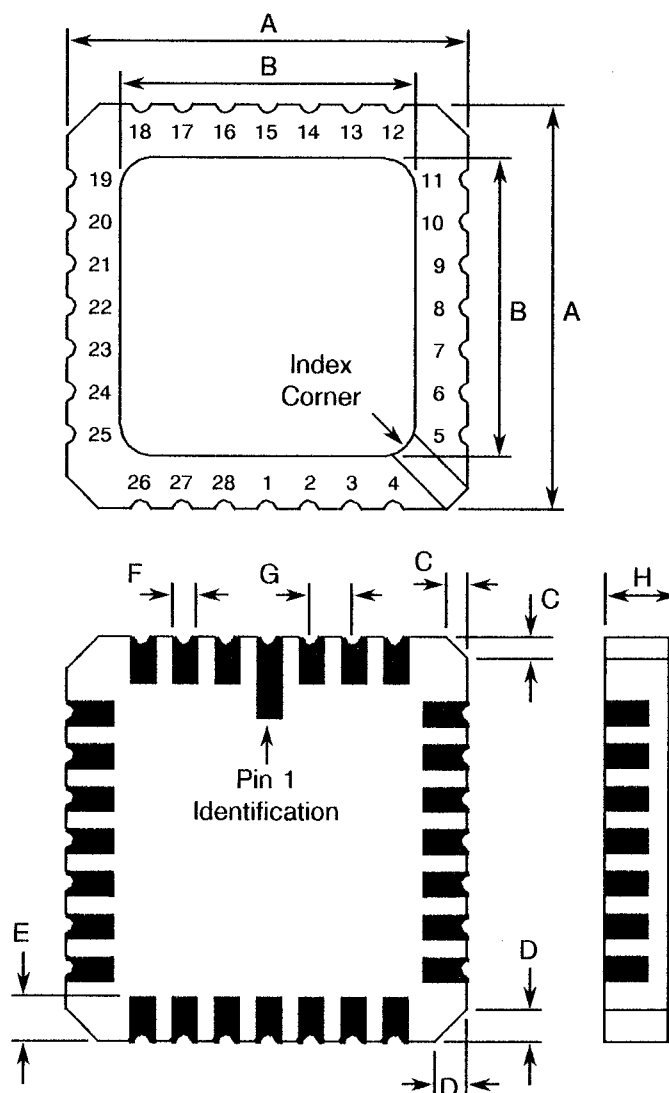 A
B
18 17 16 15 14 13 12
19 11
20 10
21 9
22 8
23 7
24 6
25 5
B
A
Index
Corner
26 27 28 1 2 3 4
F
G
C
C
H
Pin 1
Identification
E
D
D